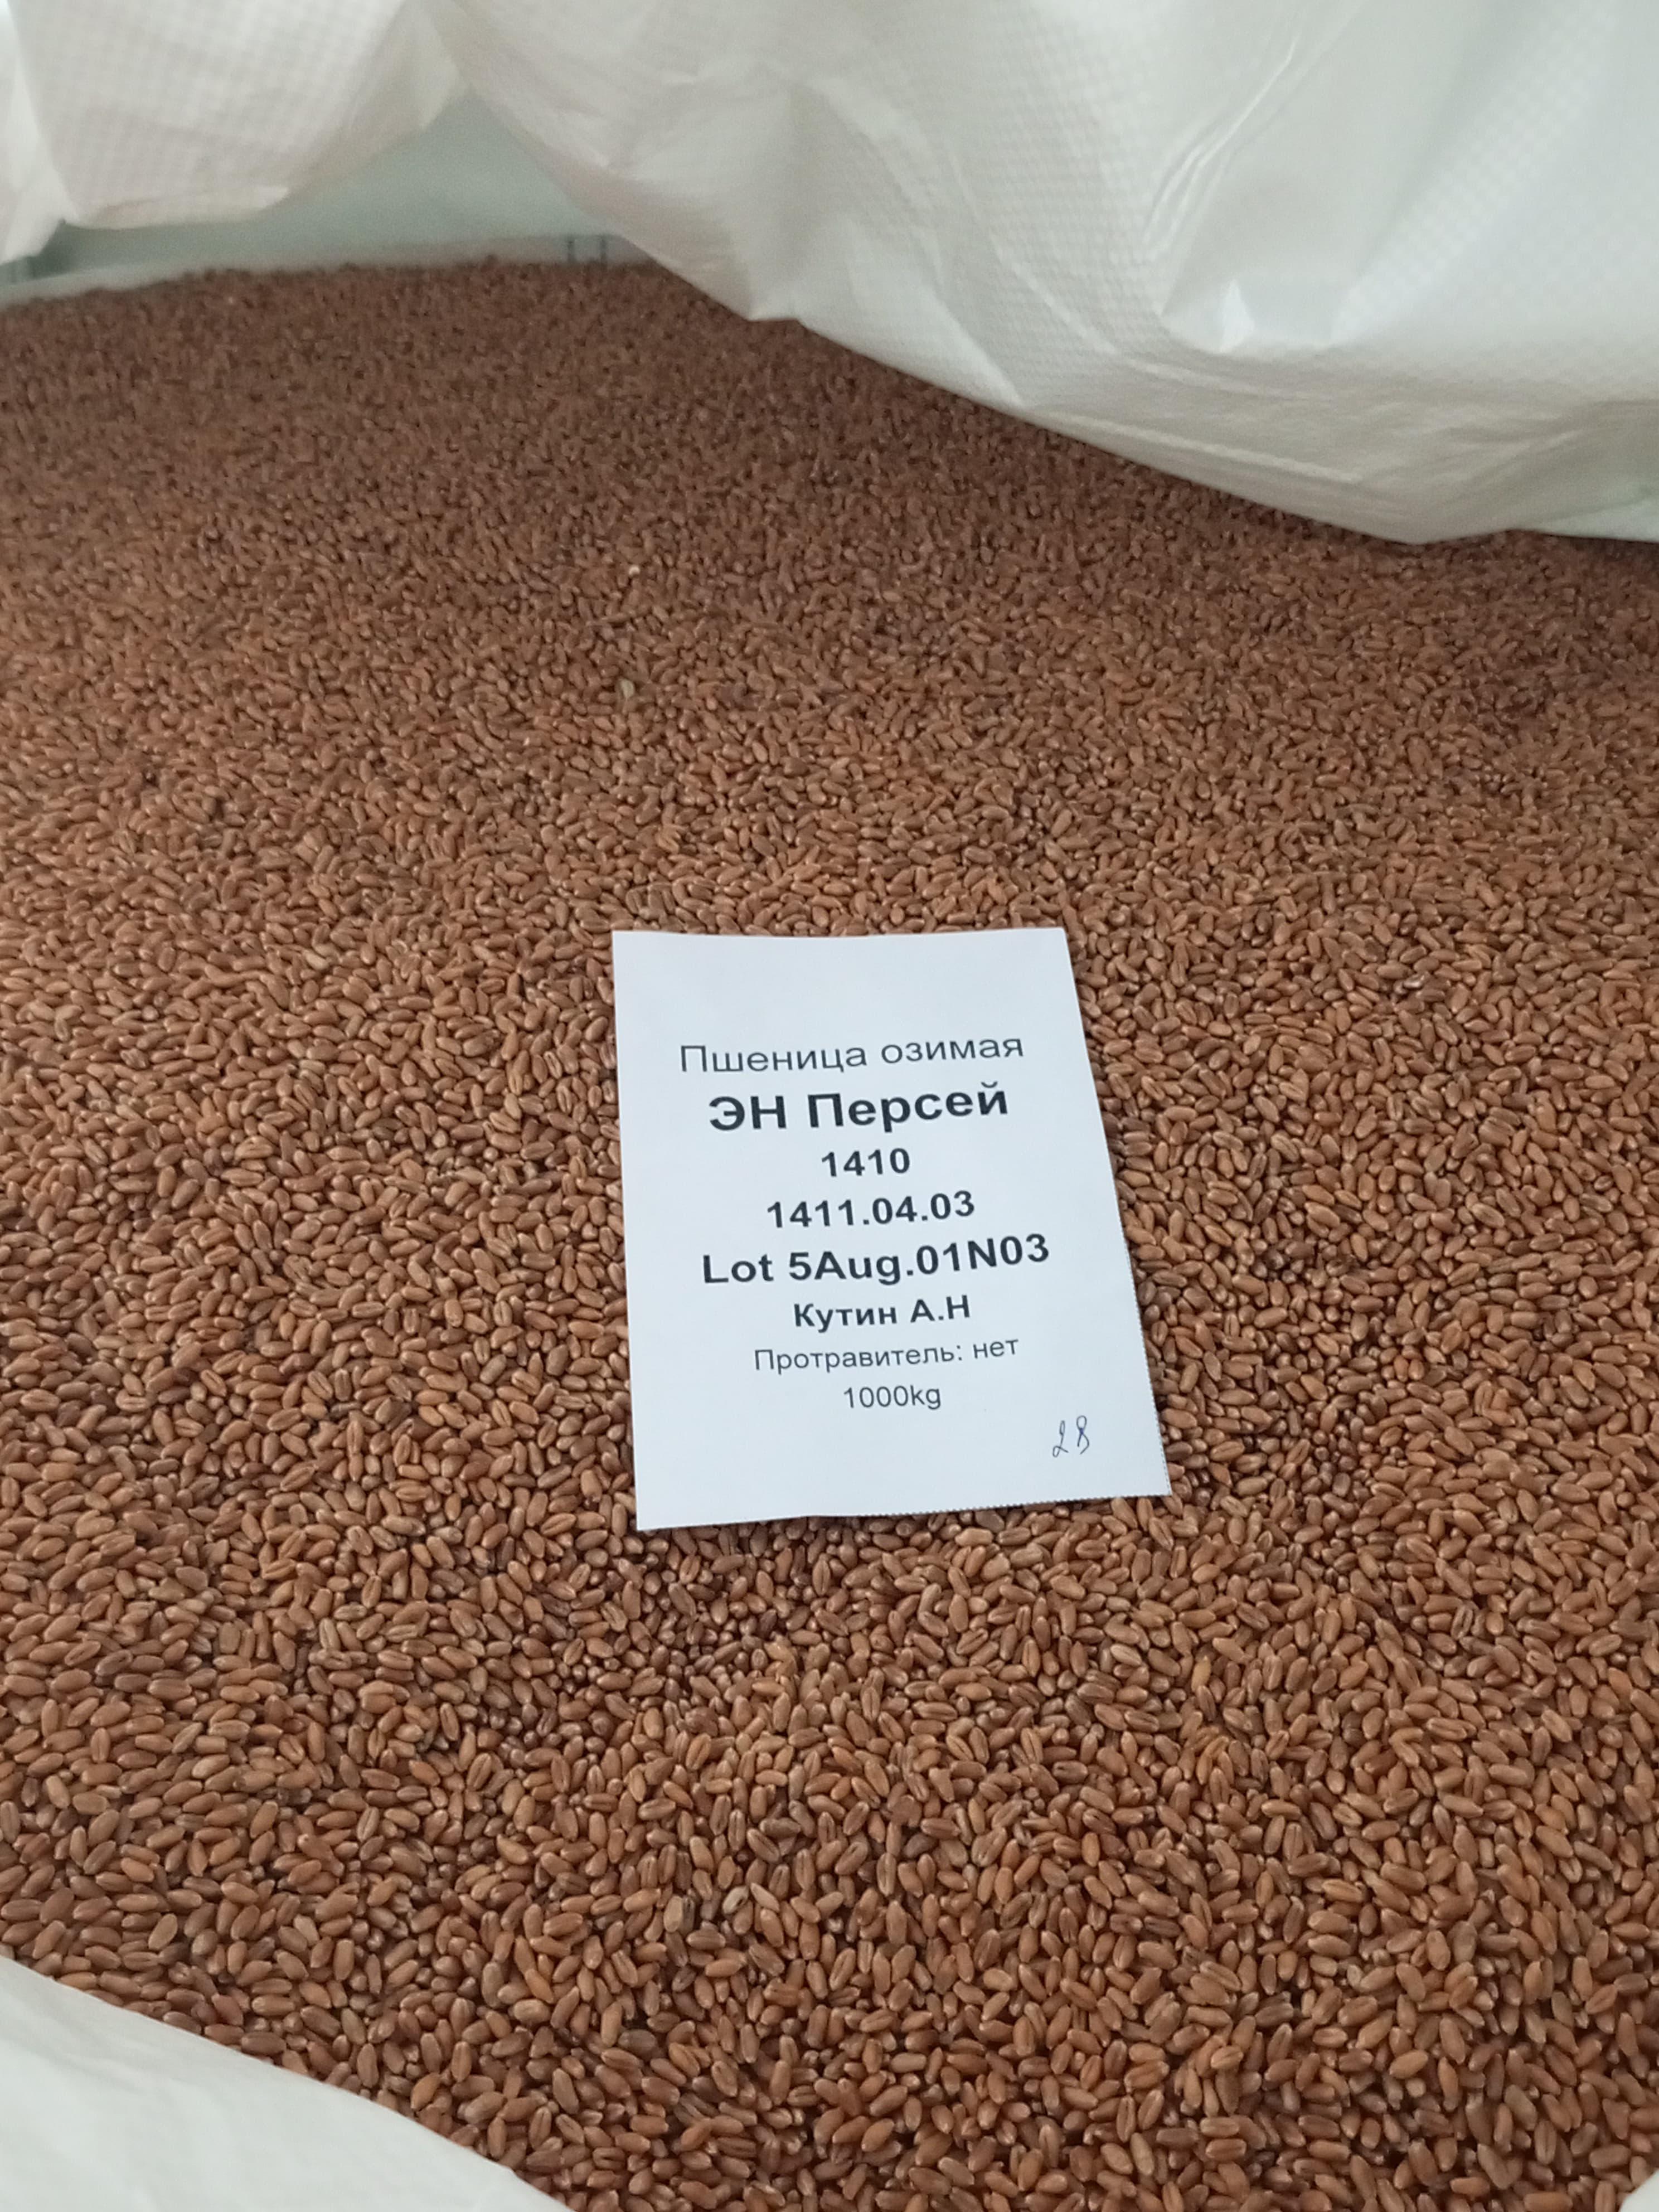 Пшеница озимая
ЭН Персей
1410
1411.04.03
Lot 5Aug.01N03
Кутин А.Н
Протравитель: нет
1000kg
28